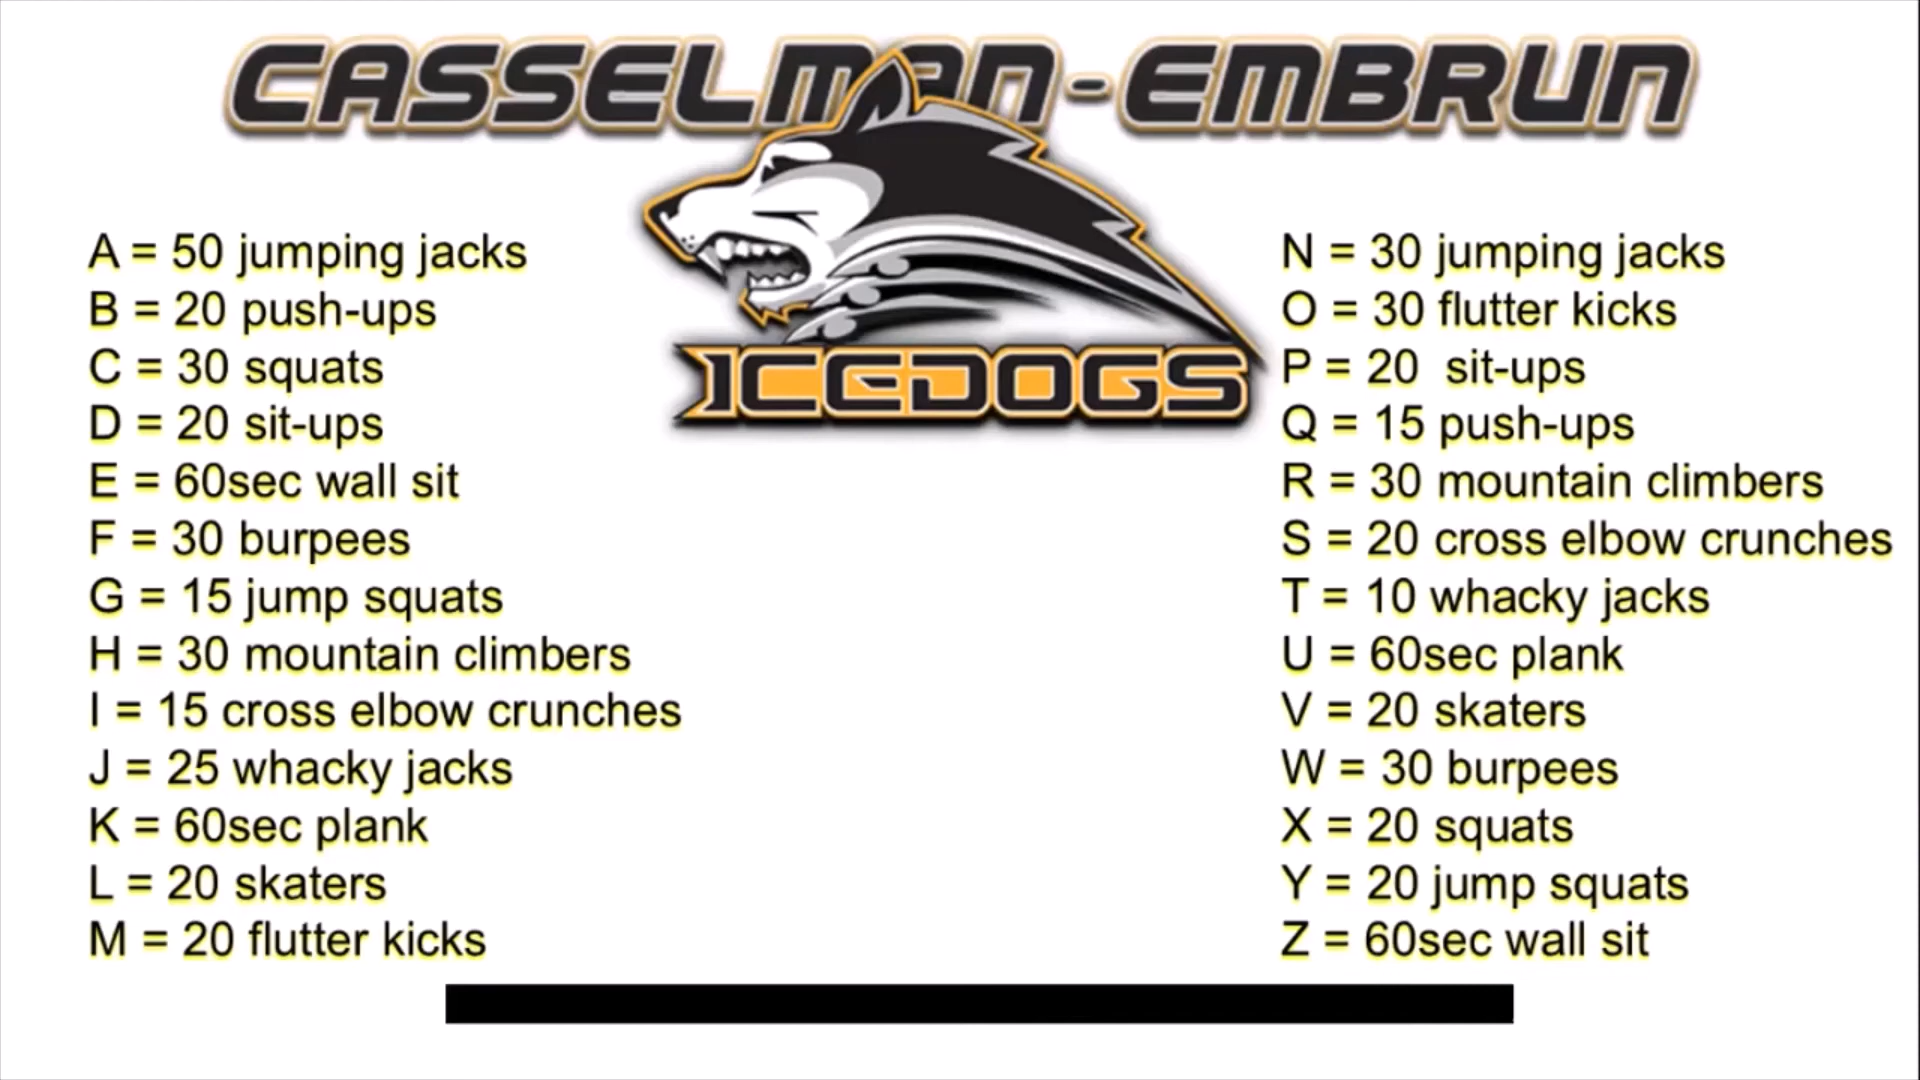 CASSELMAN-EMBRUN
ICEDOGS
A = 50 jumping jacks
B = 20 push-ups
C = 30 squats
D = 20 sit-ups
E = 60sec wall sit
F = 30 burpees
G = 15 jump squats
H = 30 mountain climbers
I = 15 cross elbow crunches
J = 25 whacky jacks
K = 60sec plank
L = 20 skaters
M = 20 flutter kicks
N = 30 jumping jacks
O = 30 flutter kicks
P = 20  sit-ups
Q = 15 push-ups
R = 30 mountain climbers
S = 20 cross elbow crunches
T = 10 whacky jacks
U = 60sec plank
V = 20 skaters
W = 30 burpees
X = 20 squats
Y = 20 jump squats
Z = 60sec wall sit